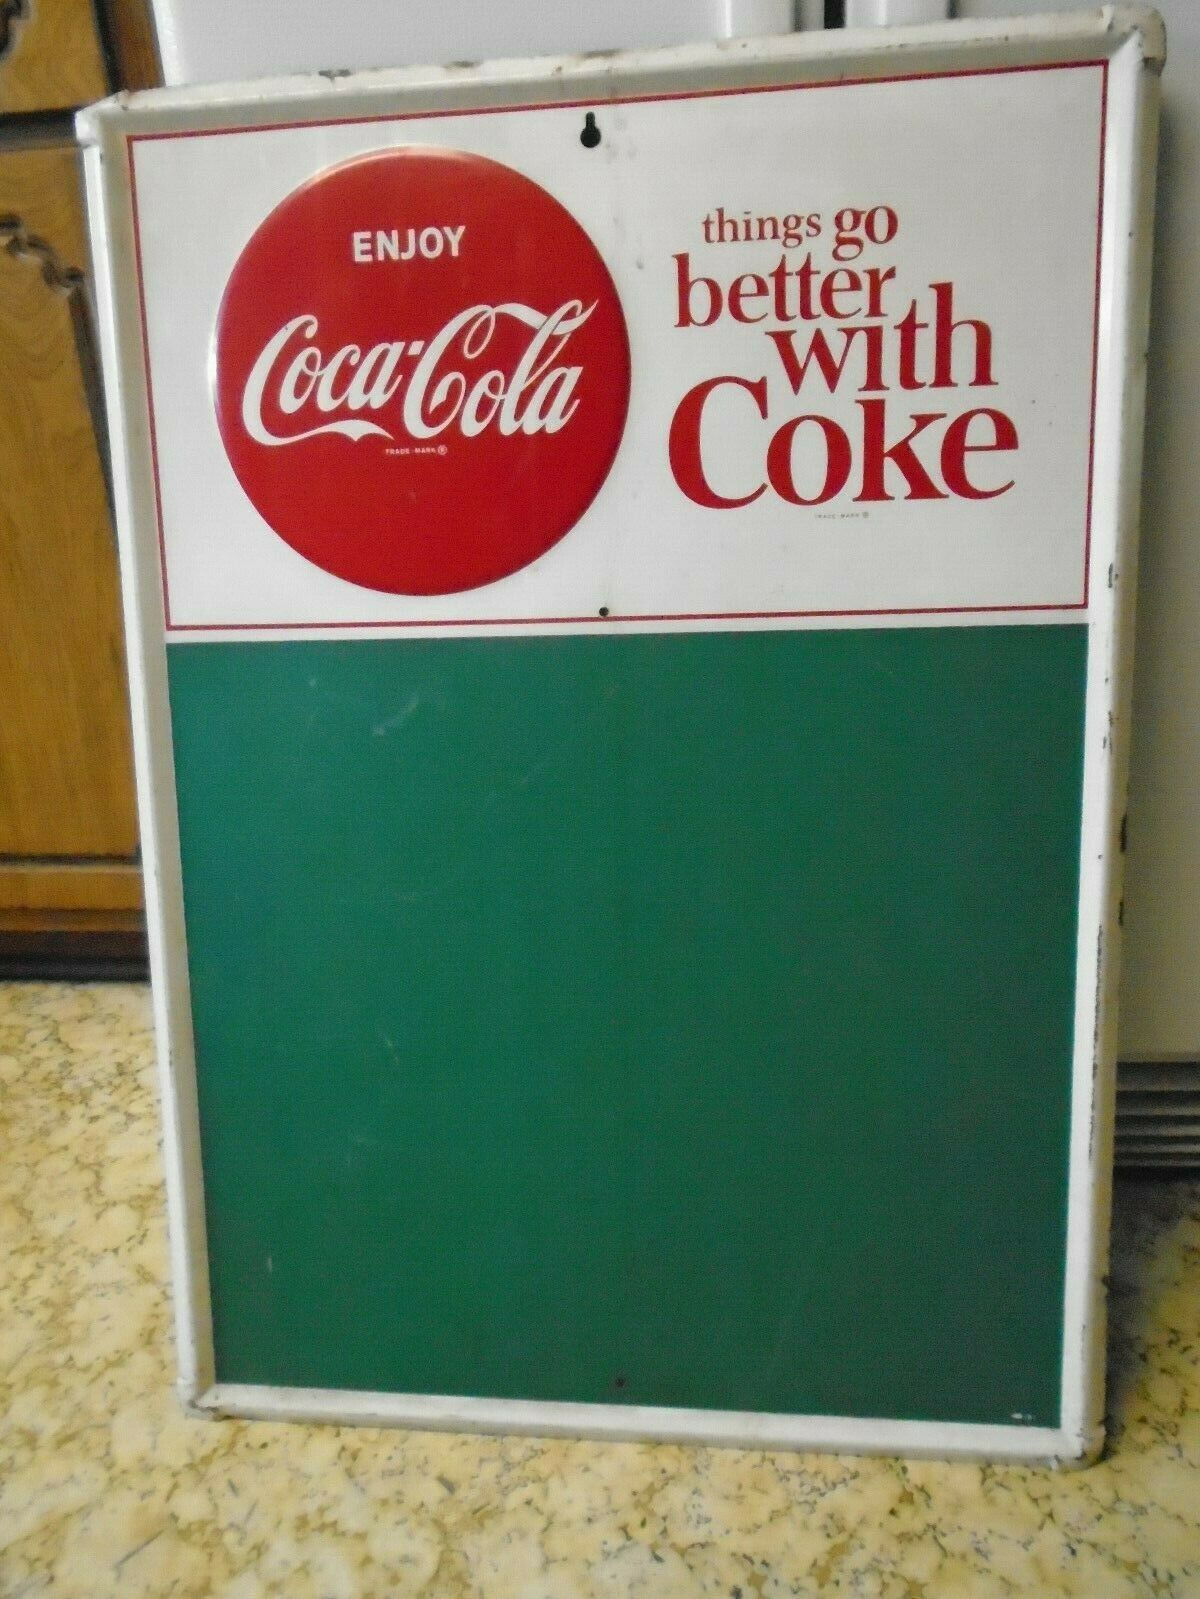 ENJOY
Coca-Cola
TRADE-MARK ®
things go
better
with
Coke
TRADE-MARK ®